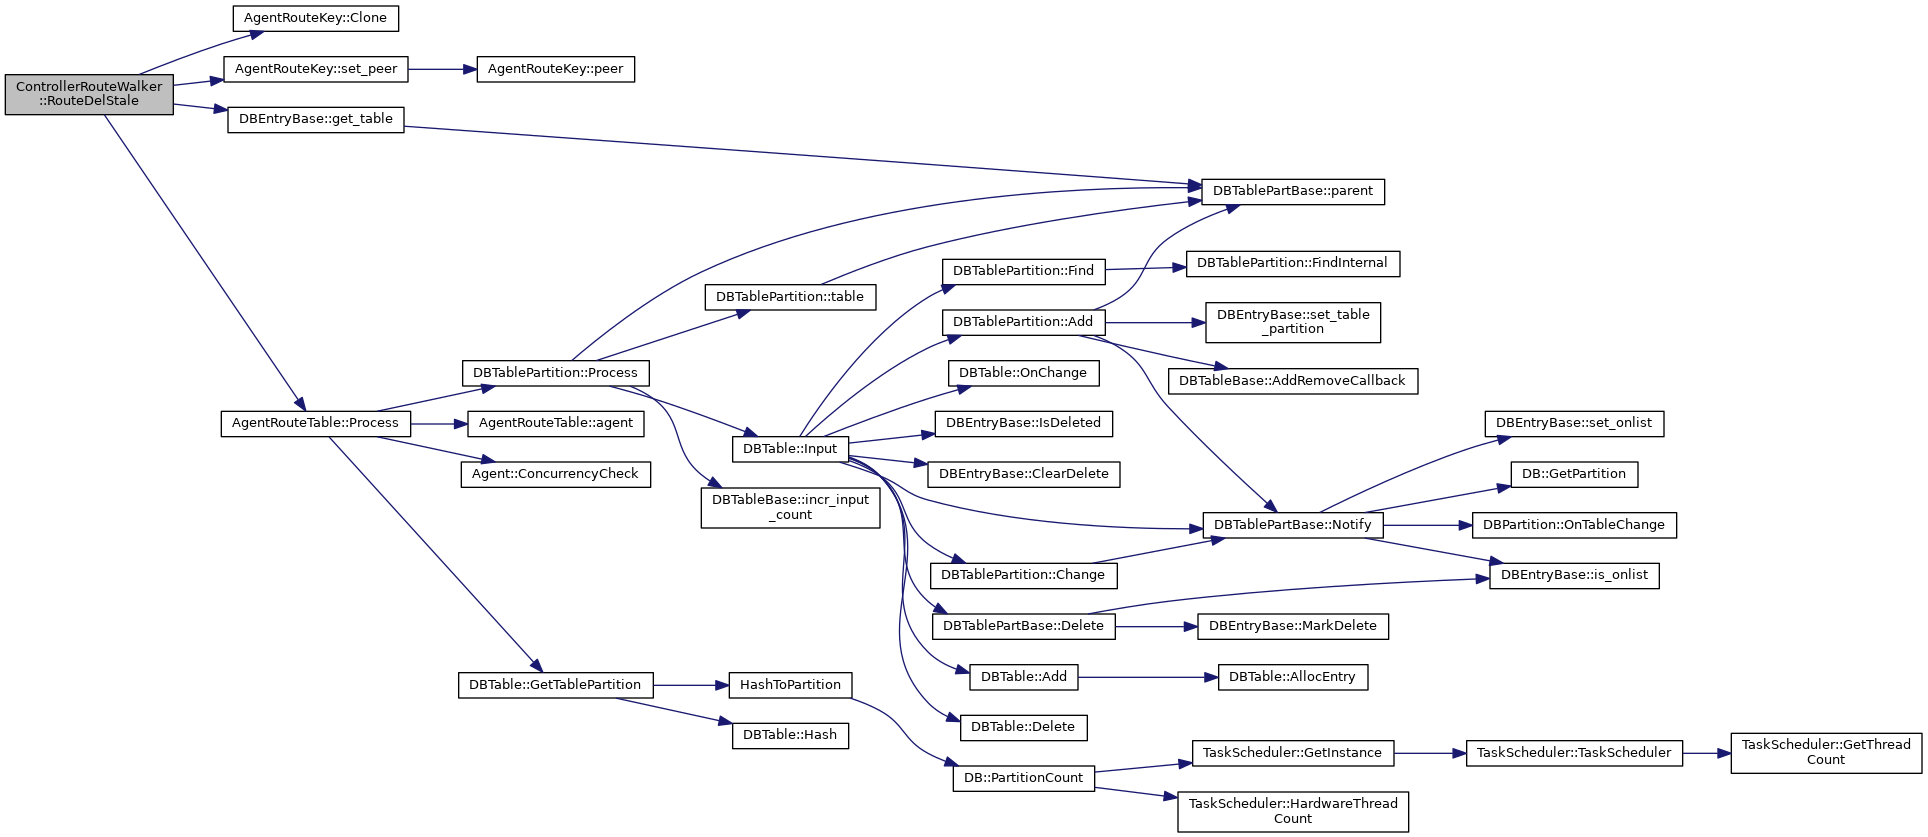 AgentRouteKey::Clone
AgentRouteKey::set_peer
AgentRouteKey::peer
ControllerRouteWalker
::RouteDelStale
DBEntryBase::get_table
DBTablePartBase::parent
DBTablePartition::Find
DBTablePartition::FindInternal
DBTablePartition::table
DBTablePartition::Add
DBEntryBase::set_table
_partition
DBTablePartition::Process
DBTable::OnChange
DBTableBase::AddRemoveCallback
AgentRouteTable::Process
AgentRouteTable::agent
DBEntryBase::IsDeleted
DBEntryBase::set_onlist
DBTable::Input
Agent::ConcurrencyCheck
DBEntryBase::ClearDelete
DB::GetPartition
DBTableBase::incr_input
_count
DBTablePartBase::Notify
DBPartition::OnTableChange
DBTablePartition::Change
DBEntryBase::is_onlist
DBTablePartBase::Delete
DBEntryBase::MarkDelete
DBTable::GetTablePartition
HashToPartition
DBTable::Add
DBTable::AllocEntry
DBTable::Hash
DBTable::Delete
TaskScheduler::GetInstance
TaskScheduler::TaskScheduler
TaskScheduler::GetThread
Count
DB::PartitionCount
TaskScheduler::HardwareThread
Count